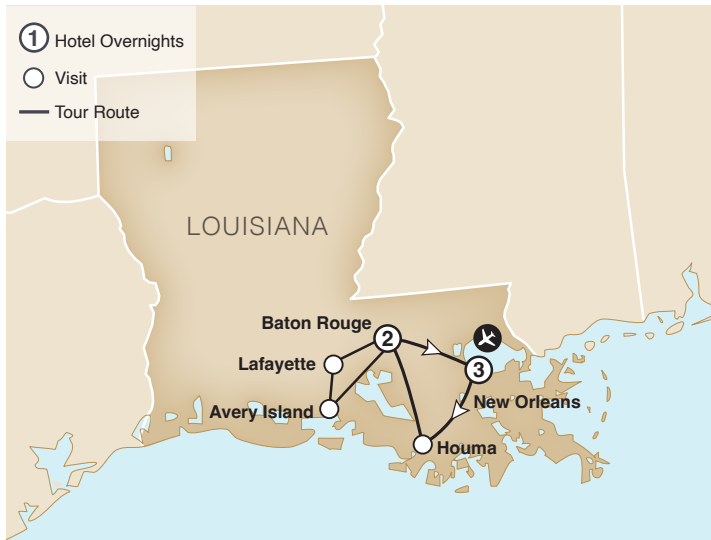 1 Hotel Overnights
Visit
Tour Route
LOUISIANA
Baton Rouge
2
Lafayette
3
Avery Island
New Orleans
Houma